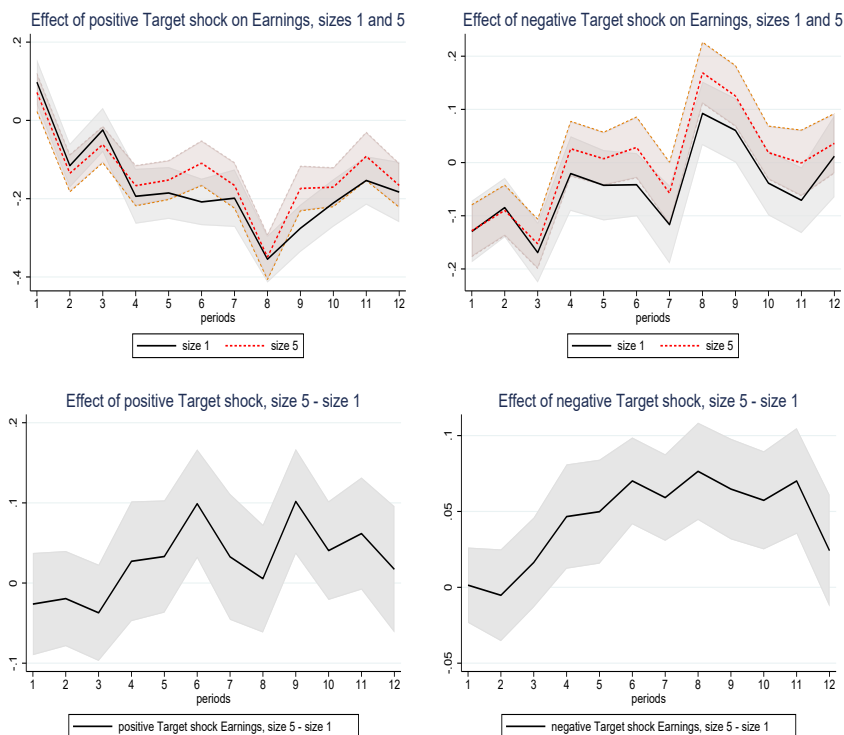 Effect of positive Target shock on Earnings, sizes 1 and 5
.2
0
-.2
-.4
1 2 3 4 5 6 7 8 9 10 11 12
periods
size 1 size 5
Effect of negative Target shock on Earnings, sizes 1 and 5
.2
.1
0
-.1
-.2
1 2 3 4 5 6 7 8 9 10 11 12
periods
size 1 size 5
Effect of positive Target shock, size 5 - size 1
.2
.1
0
-.1
1 2 3 4 5 6 7 8 9 10 11 12
periods
positive Target shock Earnings, size 5 - size 1
Effect of negative Target shock, size 5 - size 1
.1
.05
0
-.05
1 2 3 4 5 6 7 8 9 10 11 12
periods
negative Target shock Earnings, size 5 - size 1